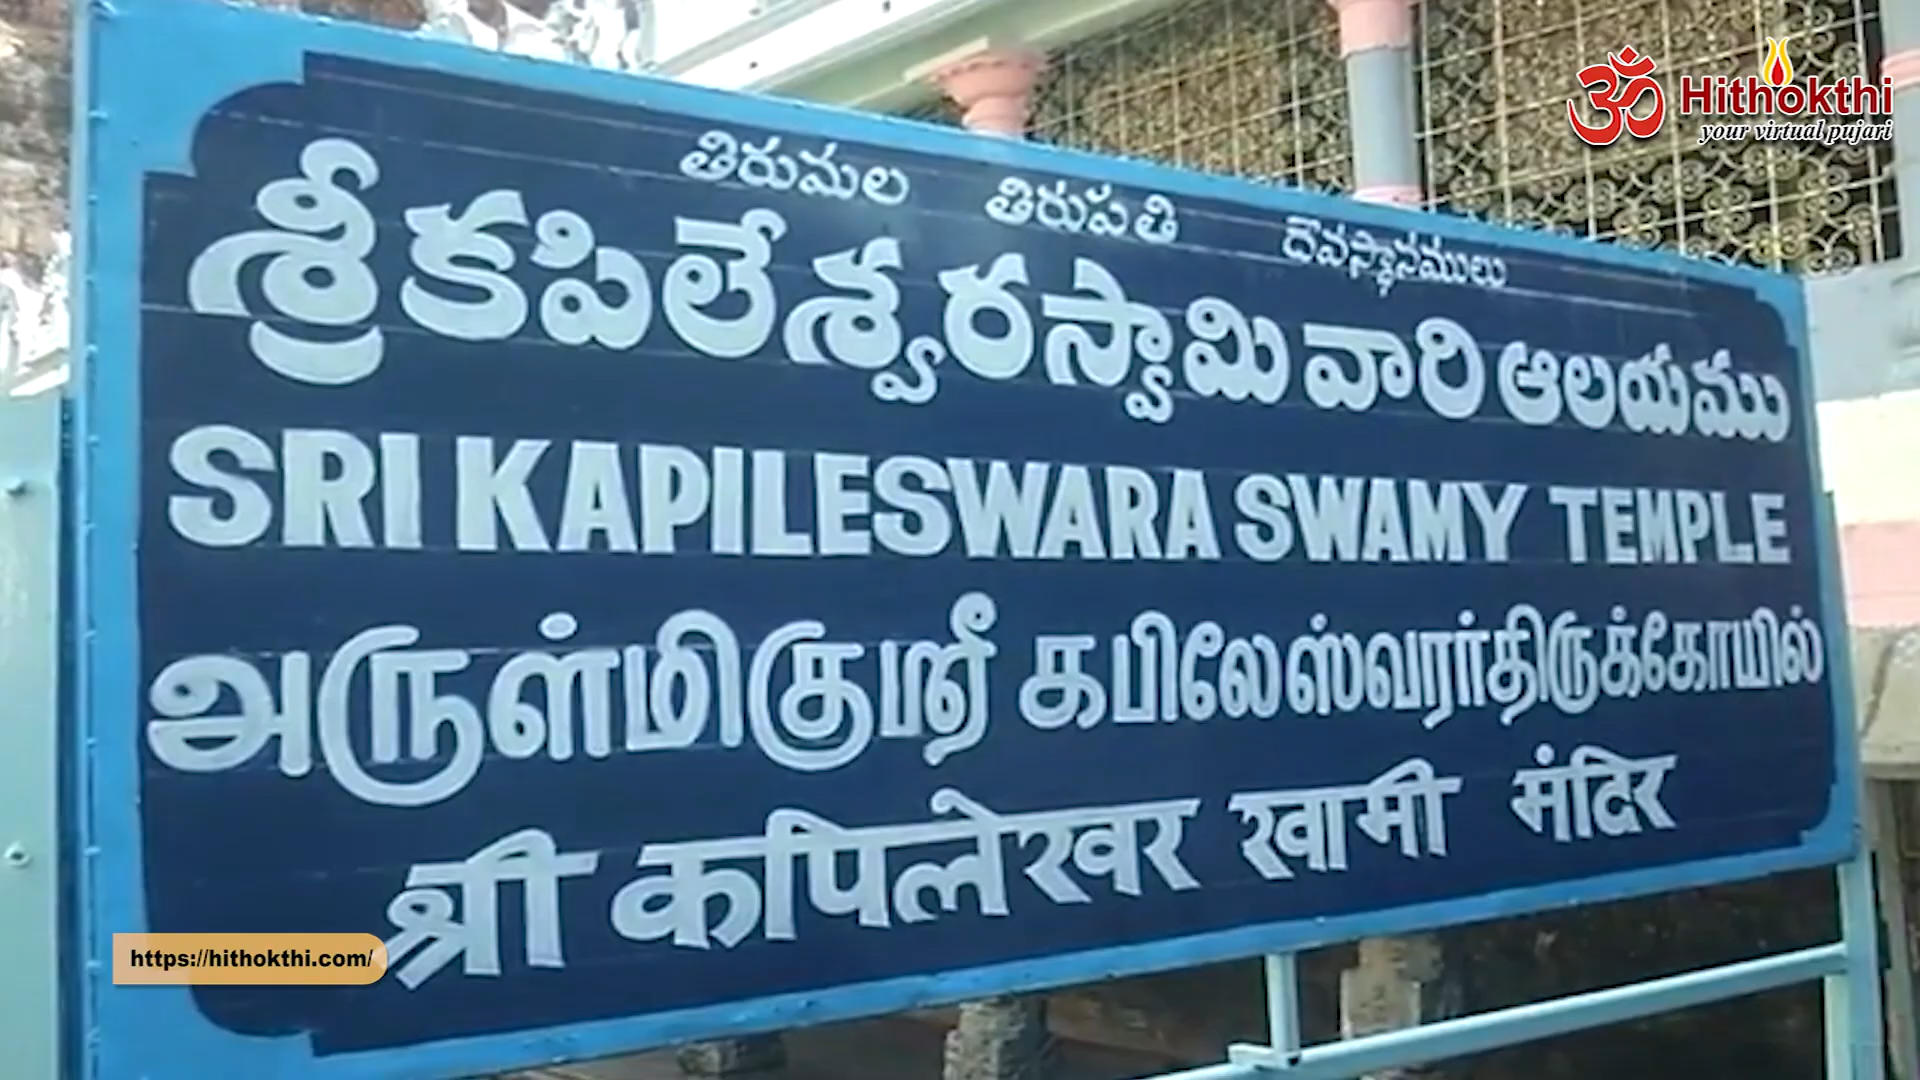 Hithokthi
your virtual pujari
తిరుమల తిరుపతి దేవస్థానములు
శ్రీకపిలేశ్వరస్వామి వారి ఆలయము
SRI KAPILESWARA SWAMY TEMPLE
அருள்மிகு ஸ்ரீ கபிலேஸ்வரர் திருக்கோயில்
श्री कपिलेश्वर स्वामी मंदिर
https://hithokthi.com/